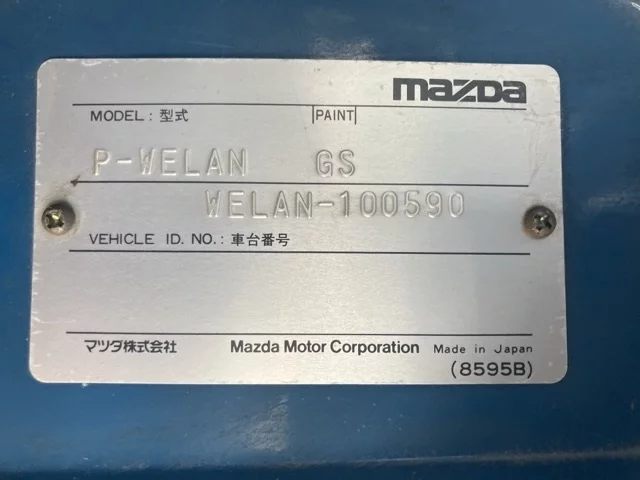 mazda
MODEL : 型式 |PAINT|
P-WELAN GS
WELAN-100590
VEHICLE ID. NO. : 車台番号
マツダ株式会社 Mazda Motor Corporation Made in Japan
(8595B)